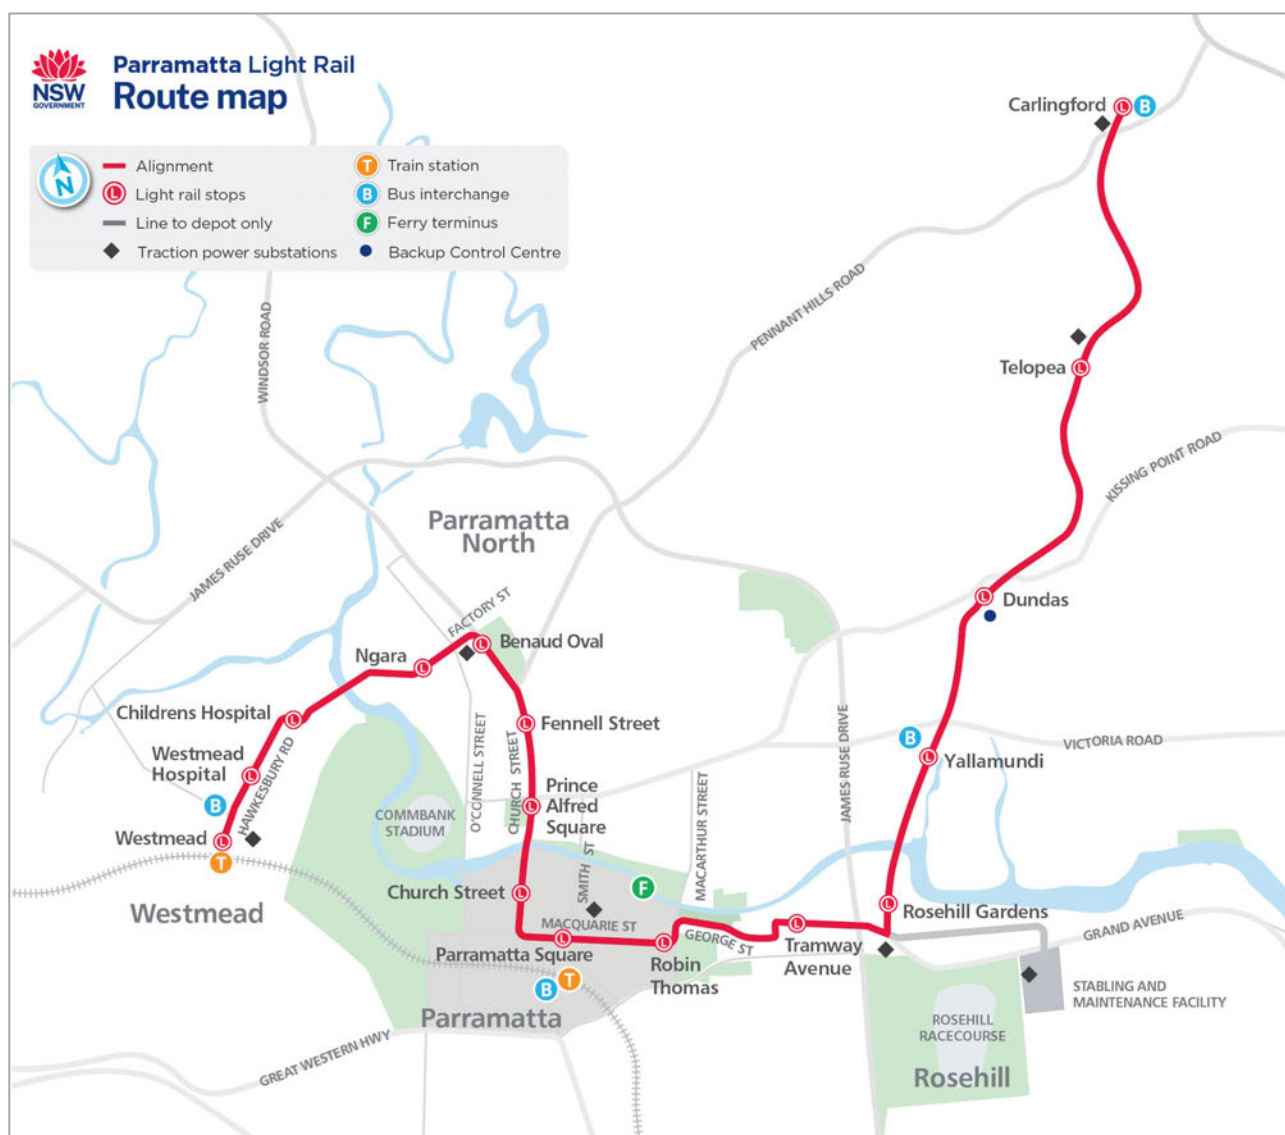 Parramatta Light Rail
Route map
NSW
GOVERNMENT
N
Alignment
L Light rail stops
Line to depot only
Traction power substations
T Train station
B Bus interchange
F Ferry terminus
Backup Control Centre
Carlingford
L
B
WINDSOR ROAD
PENNANT HILLS ROAD
Telopea
L
KISSING POINT ROAD
Parramatta
North
JAMES RUSE DRIVE
FACTORY ST
L
Dundas
L
Benaud Oval
Ngara
L
Childrens Hospital
L
L
Fennell Street
Westmead
Hospital
L
HAWKESBURY RD
O'CONNELL STREET
CHURCH STREET
JAMES RUSE DRIVE
B
L
Yallamundi
VICTORIA ROAD
B
COMMBANK
STADIUM
L
Prince
Alfred
Square
MACARTHUR STREET
Westmead
L
T
SMITH ST
Westmead
Church Street
L
F
L
Rosehill Gardens
MACQUARIE ST
GEORGE ST
L
GRAND AVENUE
L
Parramatta Square
L
Robin
Thomas
Tramway
Avenue
B
T
STABLING AND
MAINTENANCE FACILITY
Parramatta
ROSEHILL
RACECOURSE
GREAT WESTERN HWY
Rosehill